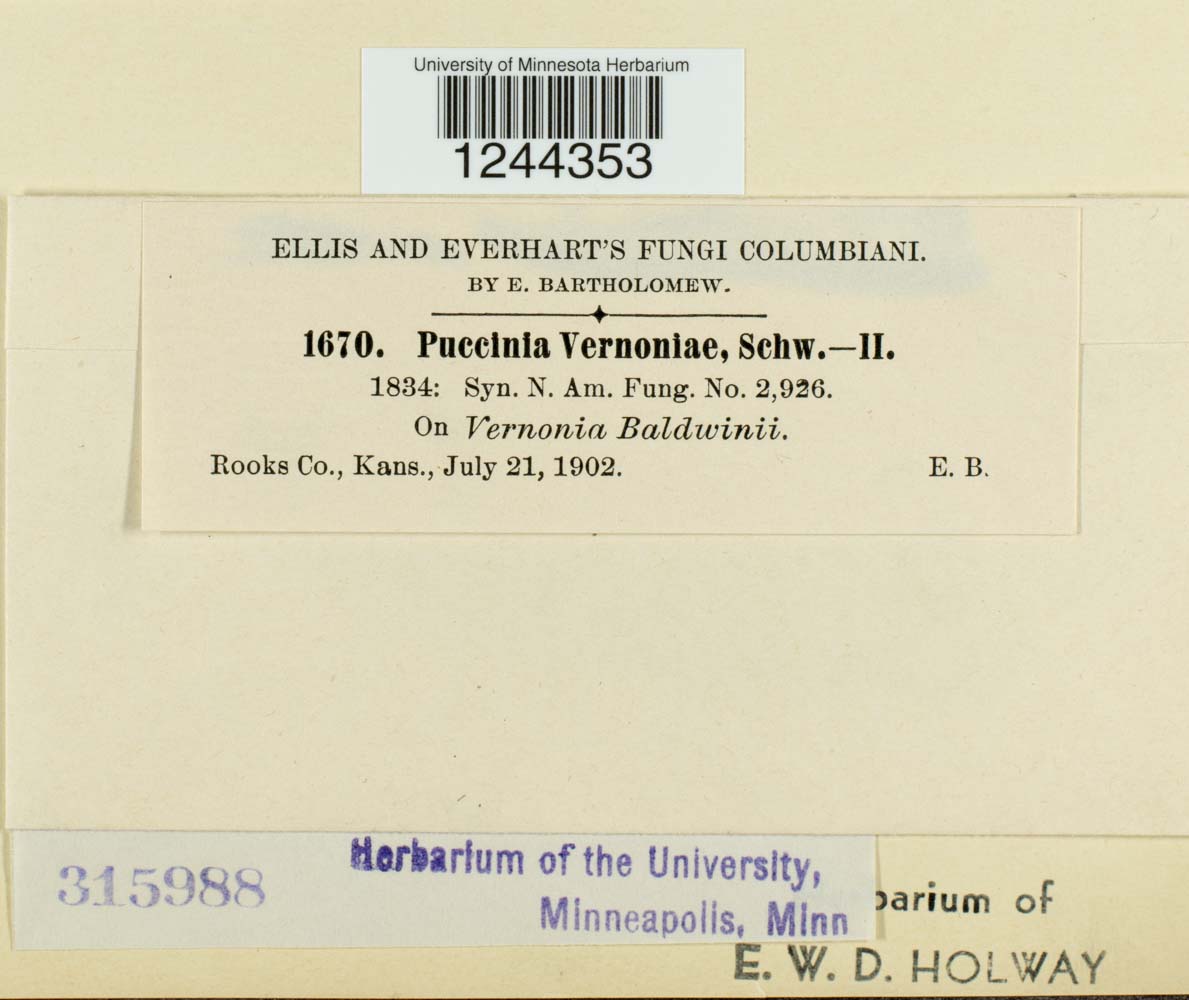 University of Minnesota Herbarium
1244353
ELLIS AND EVERHART'S FUNGI COLUMBIANI.
BY E. BARTHOLOMEW.
1670. Puccinia Vernoniae, Schw.—II.
1834: Syn. N. Am. Fung. No. 2,926.
On Vernonia Baldwinii.
Rooks Co., Kans., July 21, 1902. E. B.
315988
Herbarium of the University,
Minneapolis, Minn
barium of
E. W. D. HOLWAY